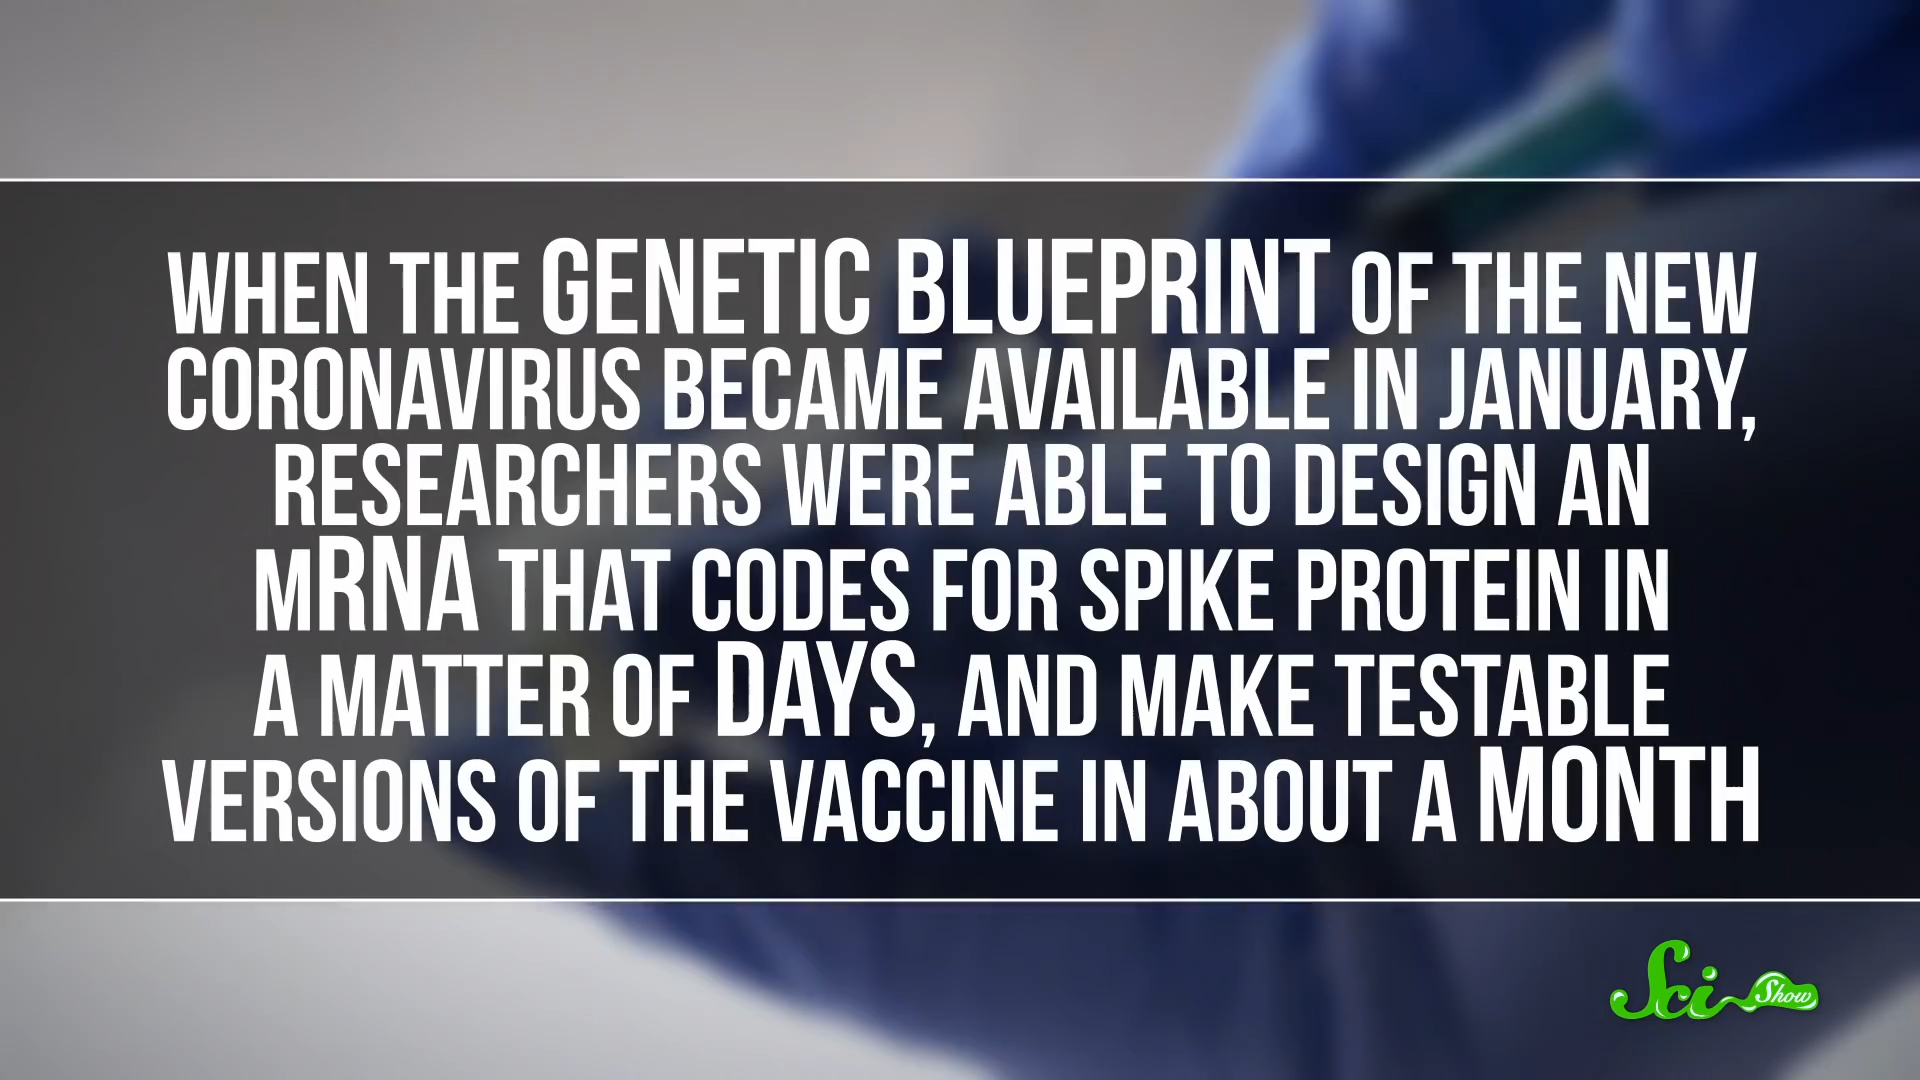 WHEN THE GENETIC BLUEPRINT OF THE NEW
CORONAVIRUS BECAME AVAILABLE IN JANUARY,
RESEARCHERS WERE ABLE TO DESIGN AN
mRNA THAT CODES FOR SPIKE PROTEIN IN
A MATTER OF DAYS, AND MAKE TESTABLE
VERSIONS OF THE VACCINE IN ABOUT A MONTH
Sci Show